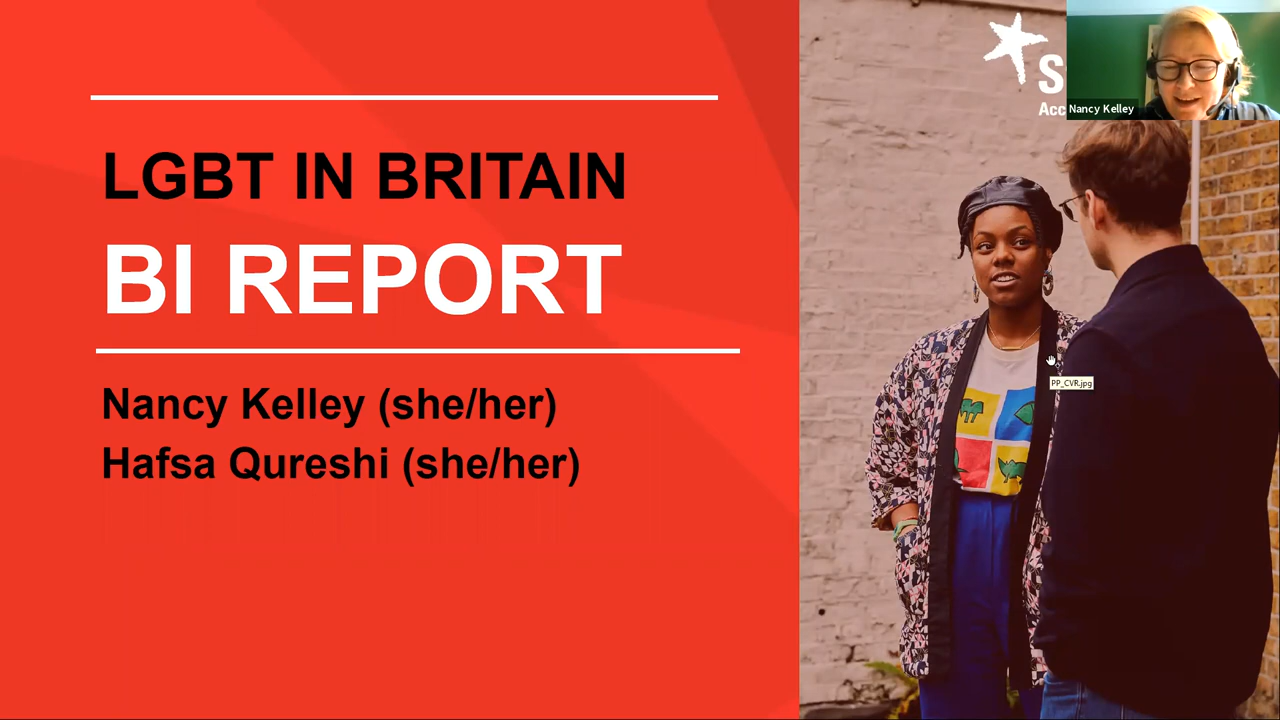 LGBT IN BRITAIN
BI REPORT
Nancy Kelley (she/her)
Hafsa Qureshi (she/her)
Nancy Kelley
PP_CVR.jpg